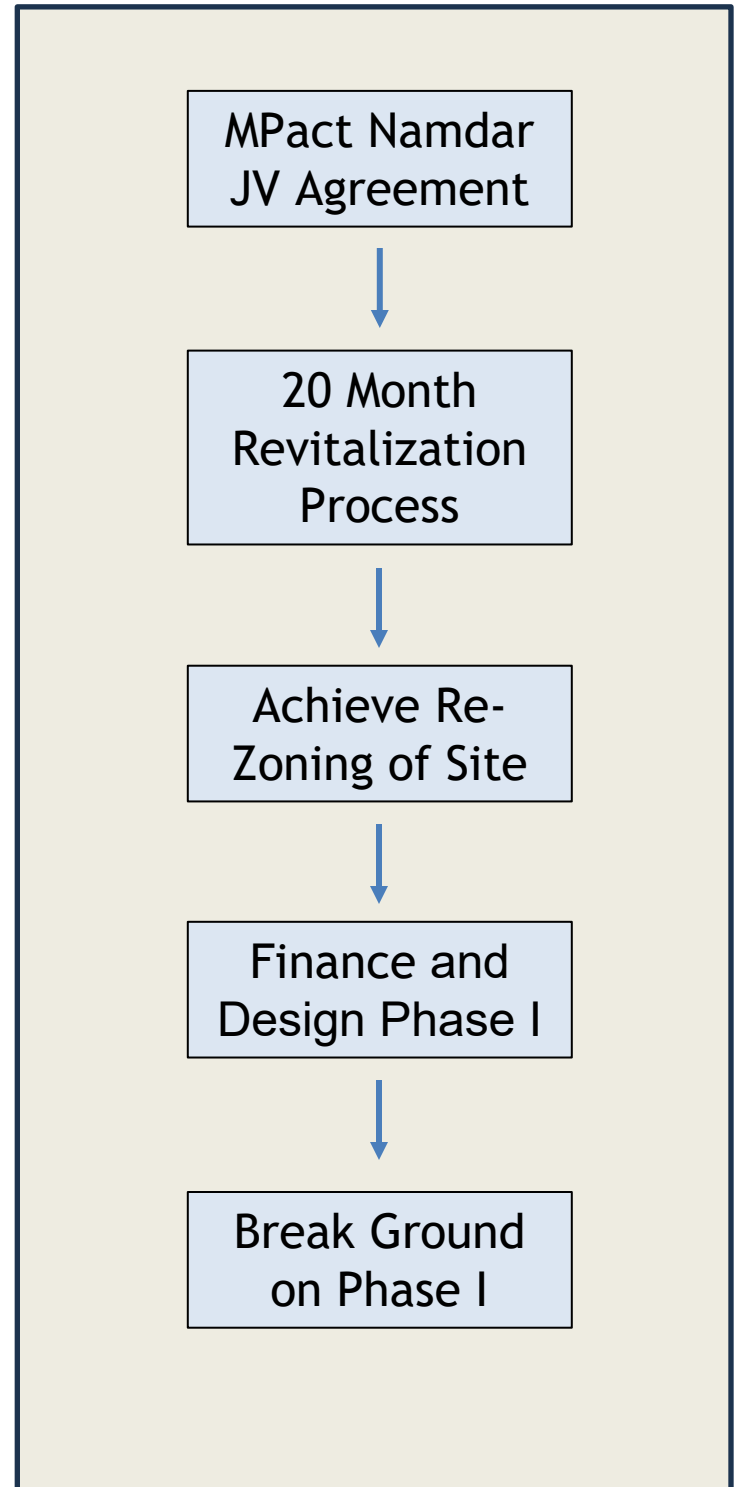 MPact Namdar
JV Agreement
20 Month
Revitalization
Process
Achieve Re-
Zoning of Site
Finance and
Design Phase I
Break Ground
on Phase I